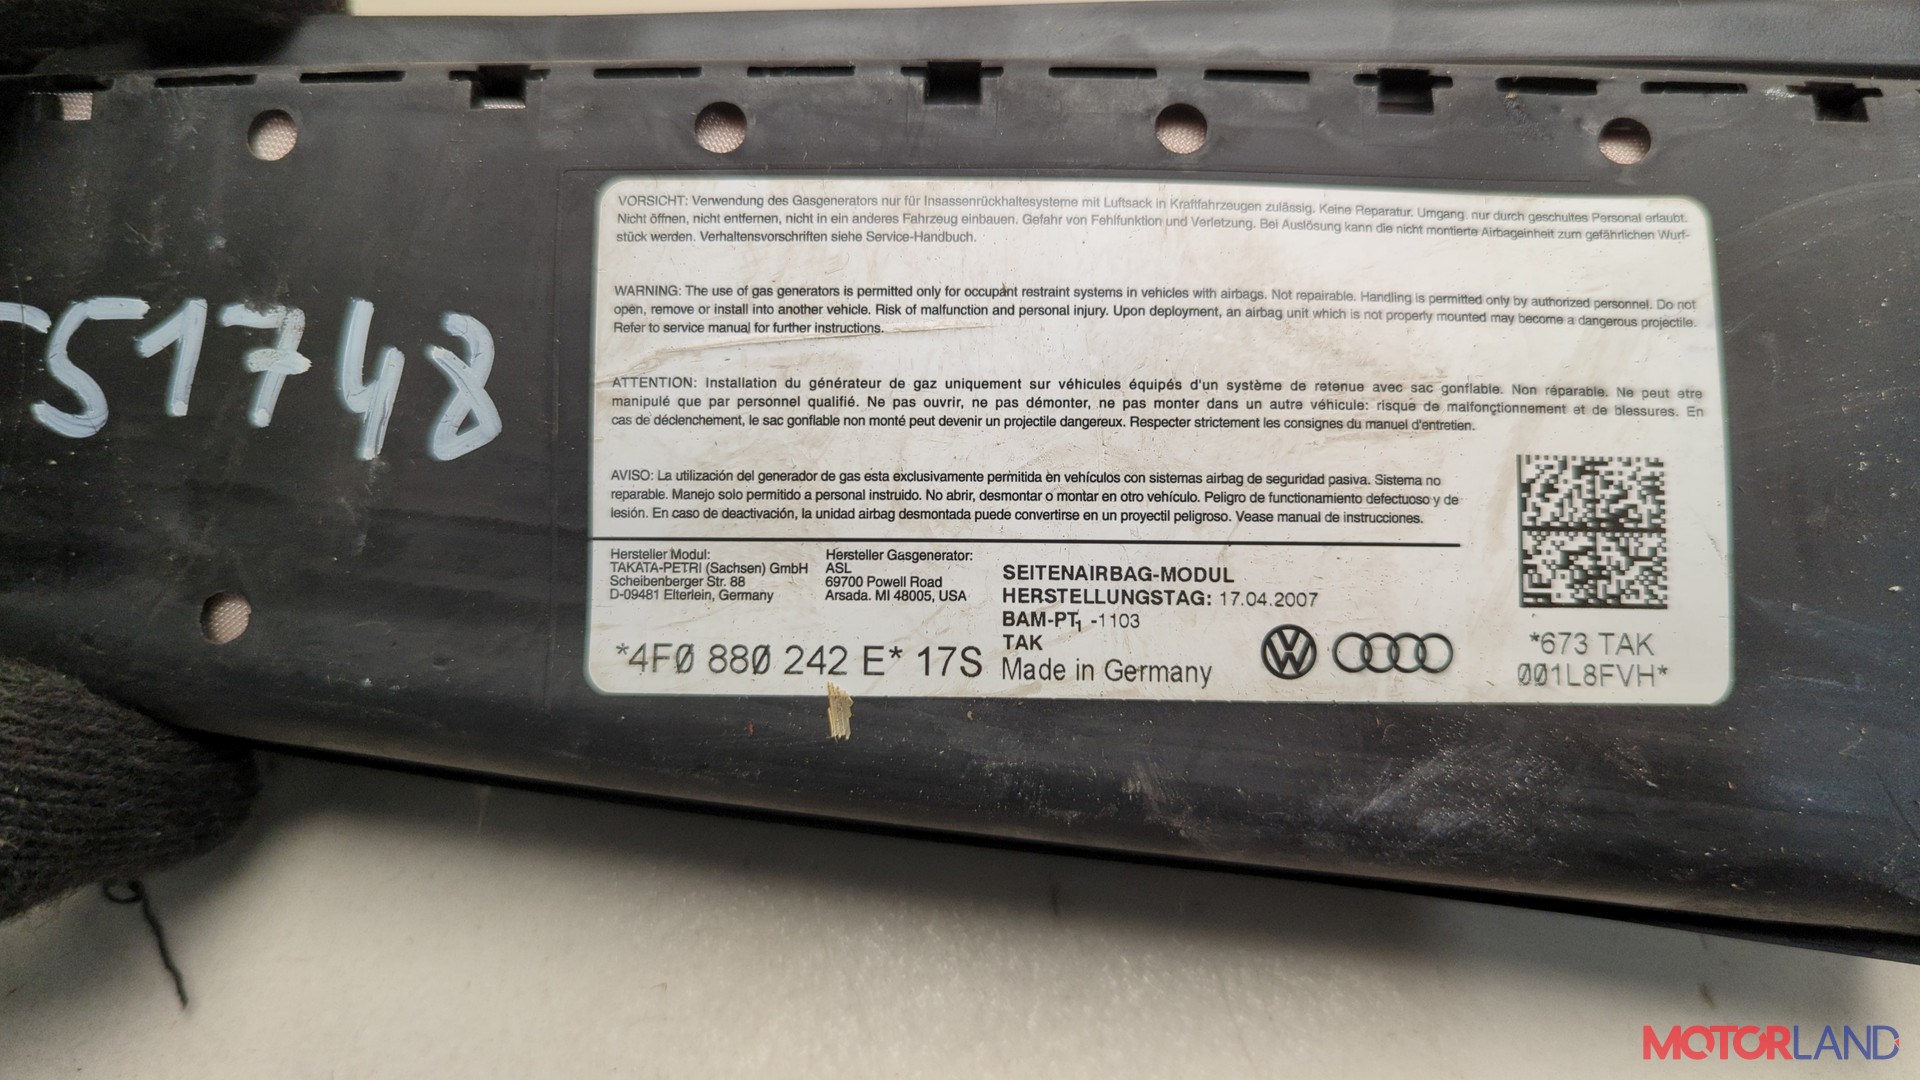 51748
VORSICHT: Verwendung des Gasgenerators nur für Insassenrückhaltesysteme mit Luftsack in Kraftfahrzeugen zulässig. Keine Reparatur. Umgang nur durch geschultes Personal erlaubt.
Nicht öffnen, nicht entfernen, nicht in ein anderes Fahrzeug einbauen. Gefahr von Fehlfunktion und Verletzung. Bei Auslösung kann die nicht montierte Airbageinheit zum gefährlichen Wurf-
stück werden. Verhaltensvorschriften siehe Service-Handbuch.
WARNING: The use of gas generators is permitted only for occupant restraint systems in vehicles with airbags. Not repairable. Handling is permitted only by authorized personnel. Do not
open, remove or install into another vehicle. Risk of malfunction and personal injury. Upon deployment, an airbag unit which is not properly mounted may become a dangerous projectile.
Refer to service manual for further instructions.
ATTENTION: Installation du générateur de gaz uniquement sur véhicules équipés d'un système de retenue avec sac gonflable. Non réparable. Ne peut etre
manipulé que par personnel qualifié. Ne pas ouvrir, ne pas démonter, ne pas monter dans un autre véhicule: risque de malfonçtionnement et de blessures. En
cas de déclenchement, le sac gonflable non monté peut devenir un projectile dangereux. Respecter strictement les consignes du manuel d'entretien.
AVISO: La utilización del generador de gas esta exclusivamente permitida en vehículos con sistemas airbag de seguridad pasiva. Sistema no
reparable. Manejo solo permitido a personal instruido. No abrir, desmontar o montar en otro vehículo. Peligro de functionamiento defectuoso y de
lesión. En caso de deactivación, la unidad airbag desmontada puede convertirse en un proyectil peligroso. Vease manual de instrucciones.
Hersteller Modul:
TAKATA-PETRI (Sachsen) GmbH
Scheibenberger Str. 88
D-09481 Elterlein, Germany
Hersteller Gasgenerator:
ASL
69700 Powell Road
Arsada. MI 48005, USA
SEITENAIRBAG-MODUL
HERSTELLUNGSTAG: 17.04.2007
BAM-PT1 -1103
TAK
Made in Germany
*4F0 880 242 E* 17S
*673 TAK
001L8FVH*
MOTORLAND